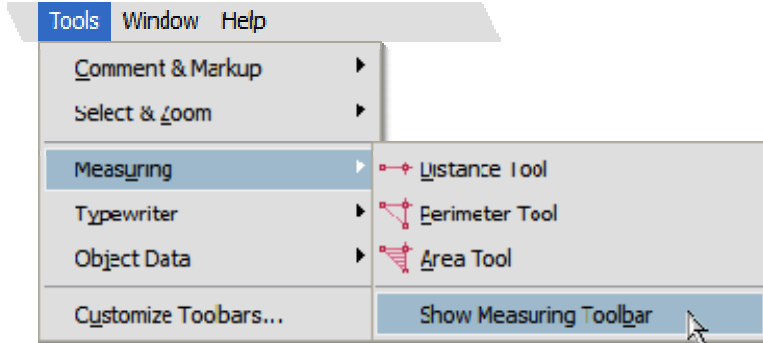 Tools Window Help
Comment & Markup
Select & Zoom
Measuring
Distance Tool
Typewriter
Perimeter Tool
Object Data
Area Tool
Customize Toolbars...
Show Measuring Toolbar